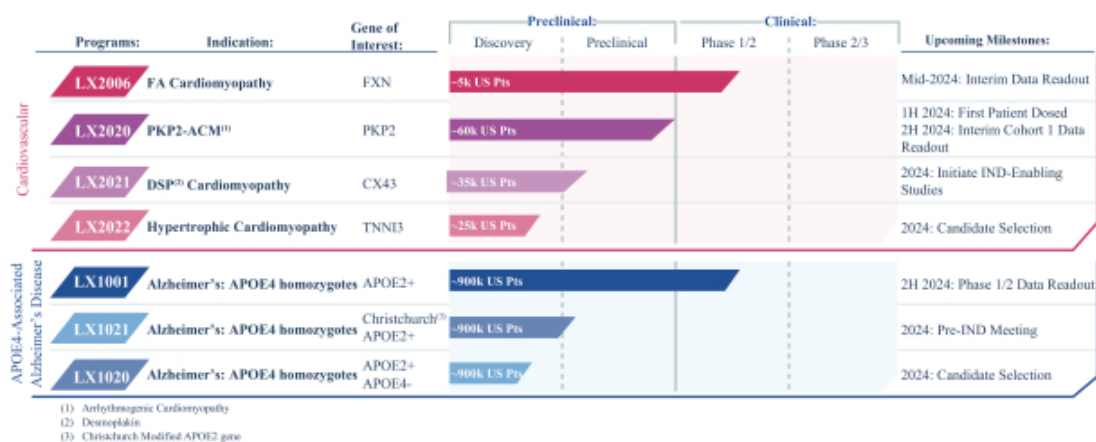 Preclinical: Clinical:
Programs: Indication: Gene of Interest: Discovery Preclinical Phase 1/2 Phase 2/3 Upcoming Milestones:
Cardiovascular
LX2006 FA Cardiomyopathy FXN ~5k US Pts Mid-2024: Interim Data Readout
LX2020 PKP2-ACM(1) PKP2 ~60k US Pts 1H 2024: First Patient Dosed
2H 2024: Interim Cohort 1 Data
Readout
LX2021 DSP(2) Cardiomyopathy CX43 ~35k US Pts 2024: Initiate IND-Enabling
Studies
LX2022 Hypertrophic Cardiomyopathy TNNI3 ~25k US Pts 2024: Candidate Selection
APOE4-Associated
Alzheimer's Disease
LX1001 Alzheimer's: APOE4 homozygotes APOE2+ ~900k US Pts 2H 2024: Phase 1/2 Data Readout
LX1021 Alzheimer's: APOE4 homozygotes Christchurch(3)
APOE2+ ~900k US Pts 2024: Pre-IND Meeting
LX1020 Alzheimer's: APOE4 homozygotes APOE2+
APOE4- ~900k US Pts 2024: Candidate Selection
(1) Arrhythmogenic Cardiomyopathy
(2) Desmoplakin
(3) Christchurch Modified APOE2 gene